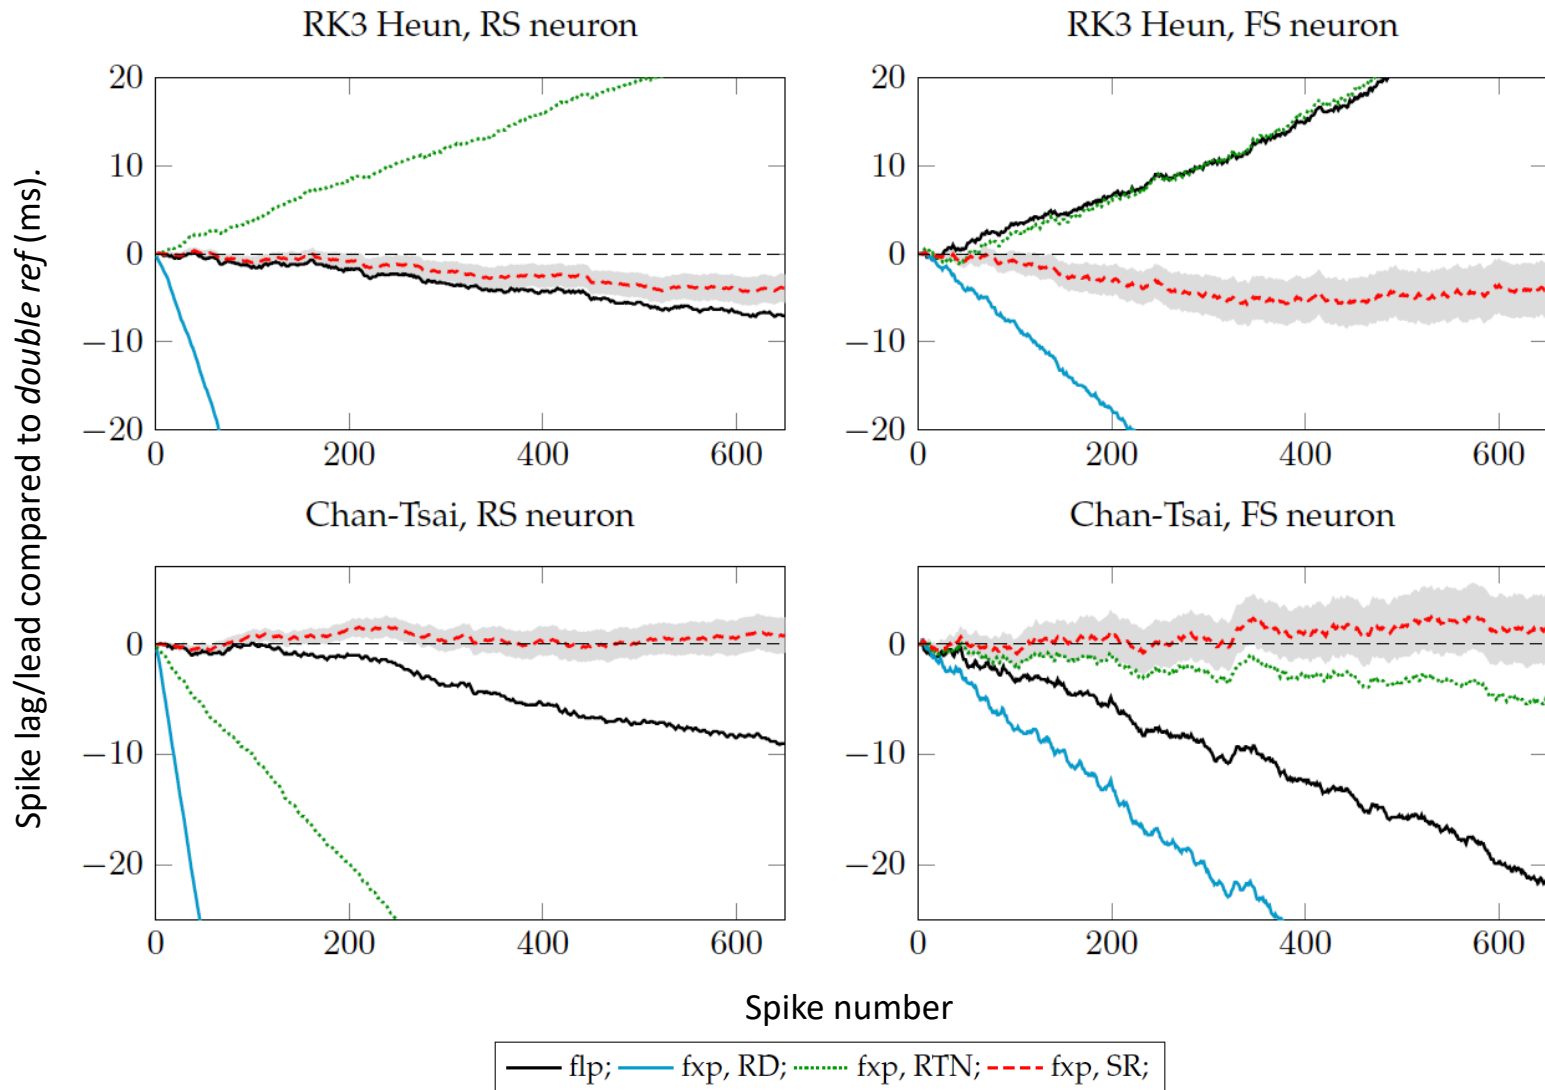 RK3 Heun, RS neuron
RK3 Heun, FS neuron
20
10
0
−10
−20
0 200 400 600
20
10
0
−10
−20
0 200 400 600
Spike lag/lead compared to double ref (ms).
Chan-Tsai, RS neuron
Chan-Tsai, FS neuron
0
−10
−20
0 200 400 600
0
−10
−20
0 200 400 600
Spike number
flp; fxp, RD; fxp, RTN; fxp, SR;